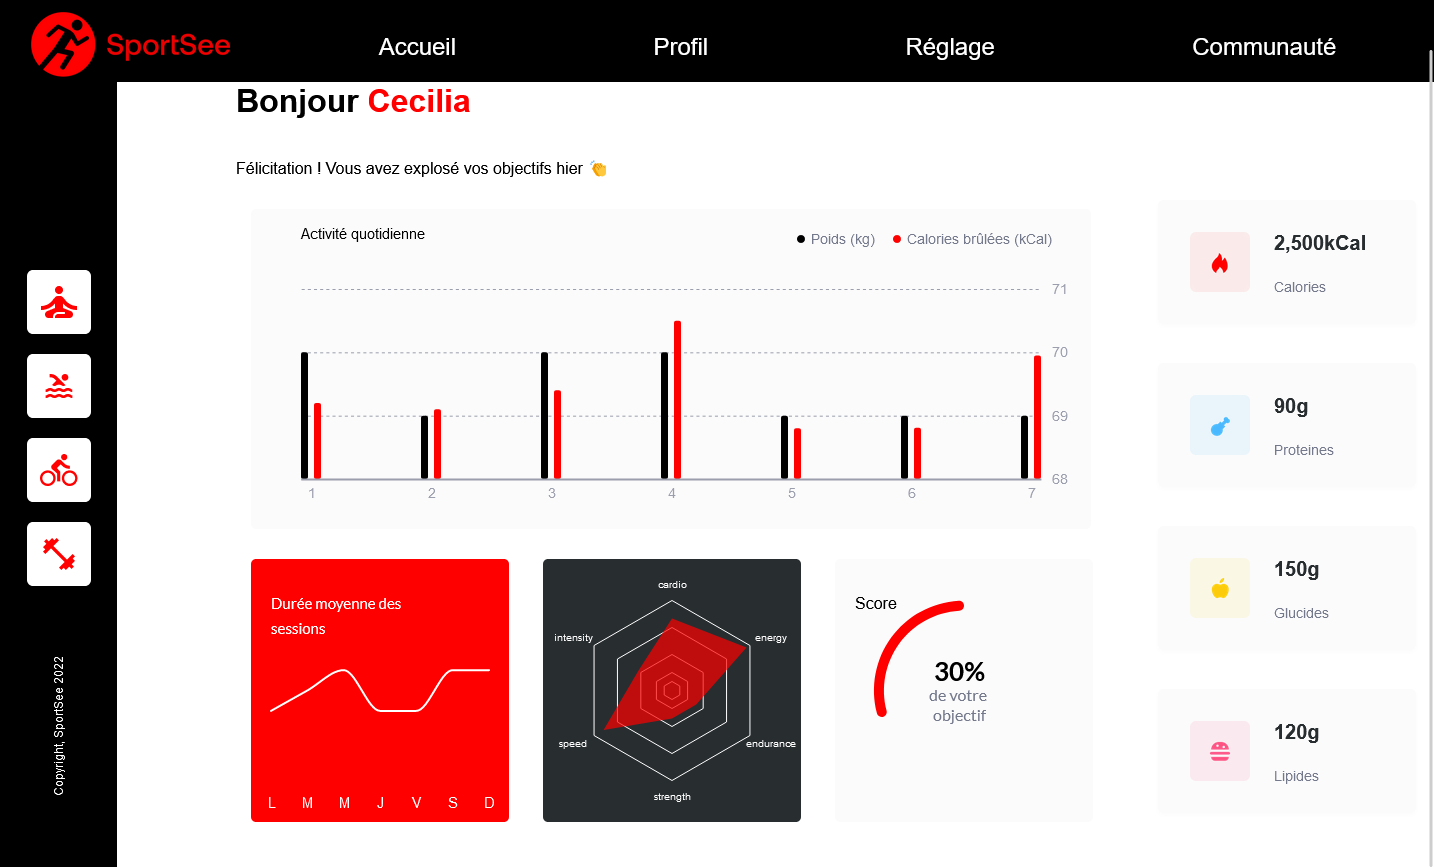 SportSee
Accueil
Profil
Réglage
Communauté
Bonjour Cecilia
Félicitation ! Vous avez explosé vos objectifs hier 👏
Activité quotidienne
Poids (kg)
Calories brûlées (kCal)
71
70
69
68
1
2
3
4
5
6
7
2,500kCal
Calories
90g
Proteines
150g
Glucides
120g
Lipides
Durée moyenne des
sessions
L
M
M
J
V
S
D
cardio
energy
endurance
strength
speed
intensity
Score
30%
de votre
objectif
Copyright, SportSee 2022